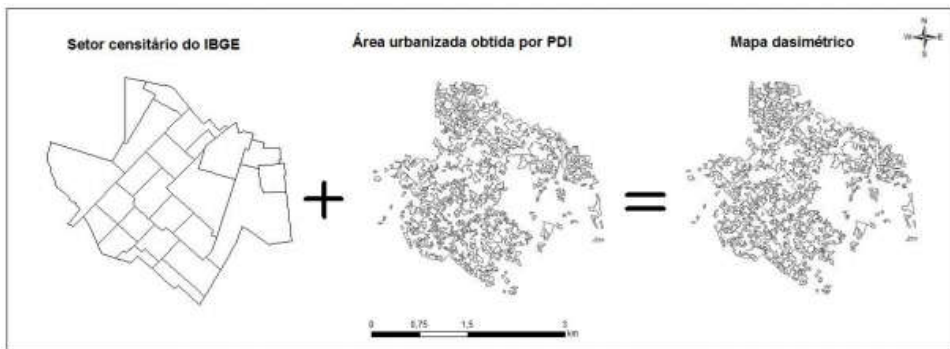 Setor censitário do IBGE
Área urbanizada obtida por PDI
Mapa dasimétrico
N
W E
S
+ =
0 0,75 1,5 3
km